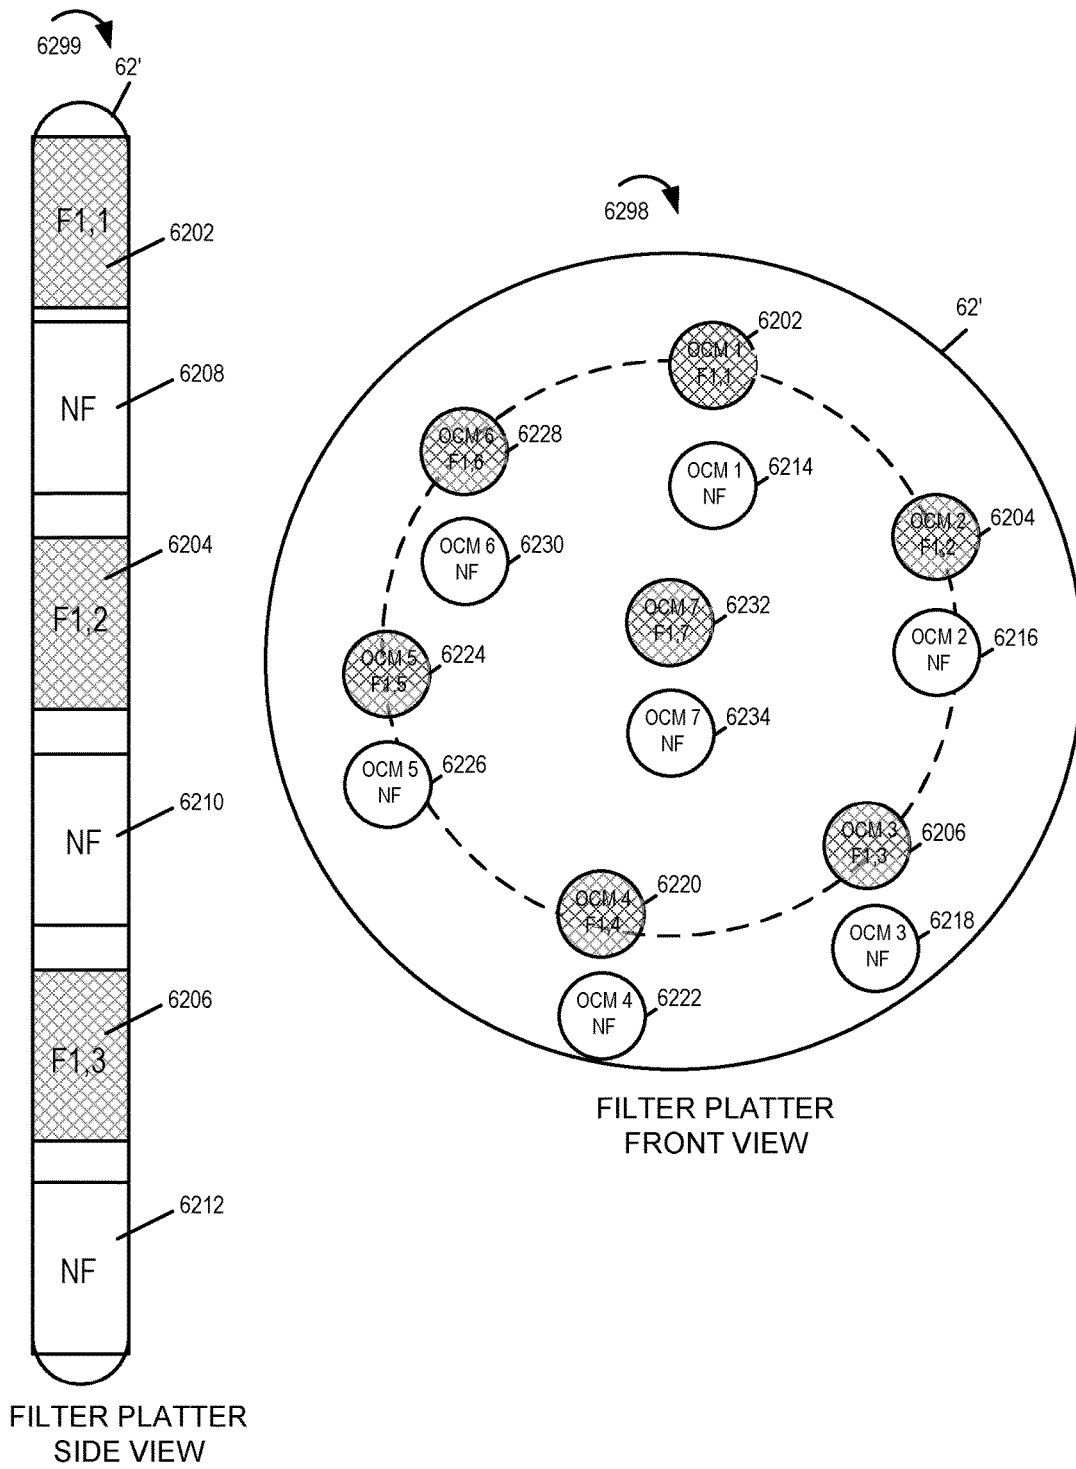 6299
62'
F1,1
6202
6208
NF
6204
F1,2
6210
NF
6206
F1,3
6212
NF
FILTER PLATTER
SIDE VIEW
6298
62'
6202
OCM 1
F1,1
6228
OCM 6
F1,6
OCM 1
NF
6214
OCM 2
F1,2
6204
OCM 6
NF
6230
OCM 7
F1,7
6232
OCM 2
NF
6216
OCM 5
F1,5
6224
OCM 7
NF
6234
OCM 5
NF
6226
OCM 3
F1,3
6206
OCM 4
F1,4
6220
OCM 3
NF
6218
OCM 4
NF
6222
FILTER PLATTER
FRONT VIEW